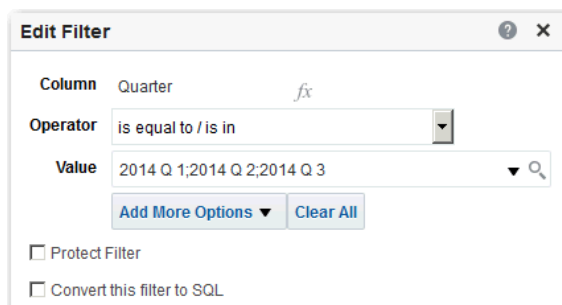 Edit Filter ?
Column Quarter fx
Operator is equal to / is in
Value 2014 Q 1;2014 Q 2;2014 Q 3
Add More Options Clear All
Protect Filter
Convert this filter to SQL